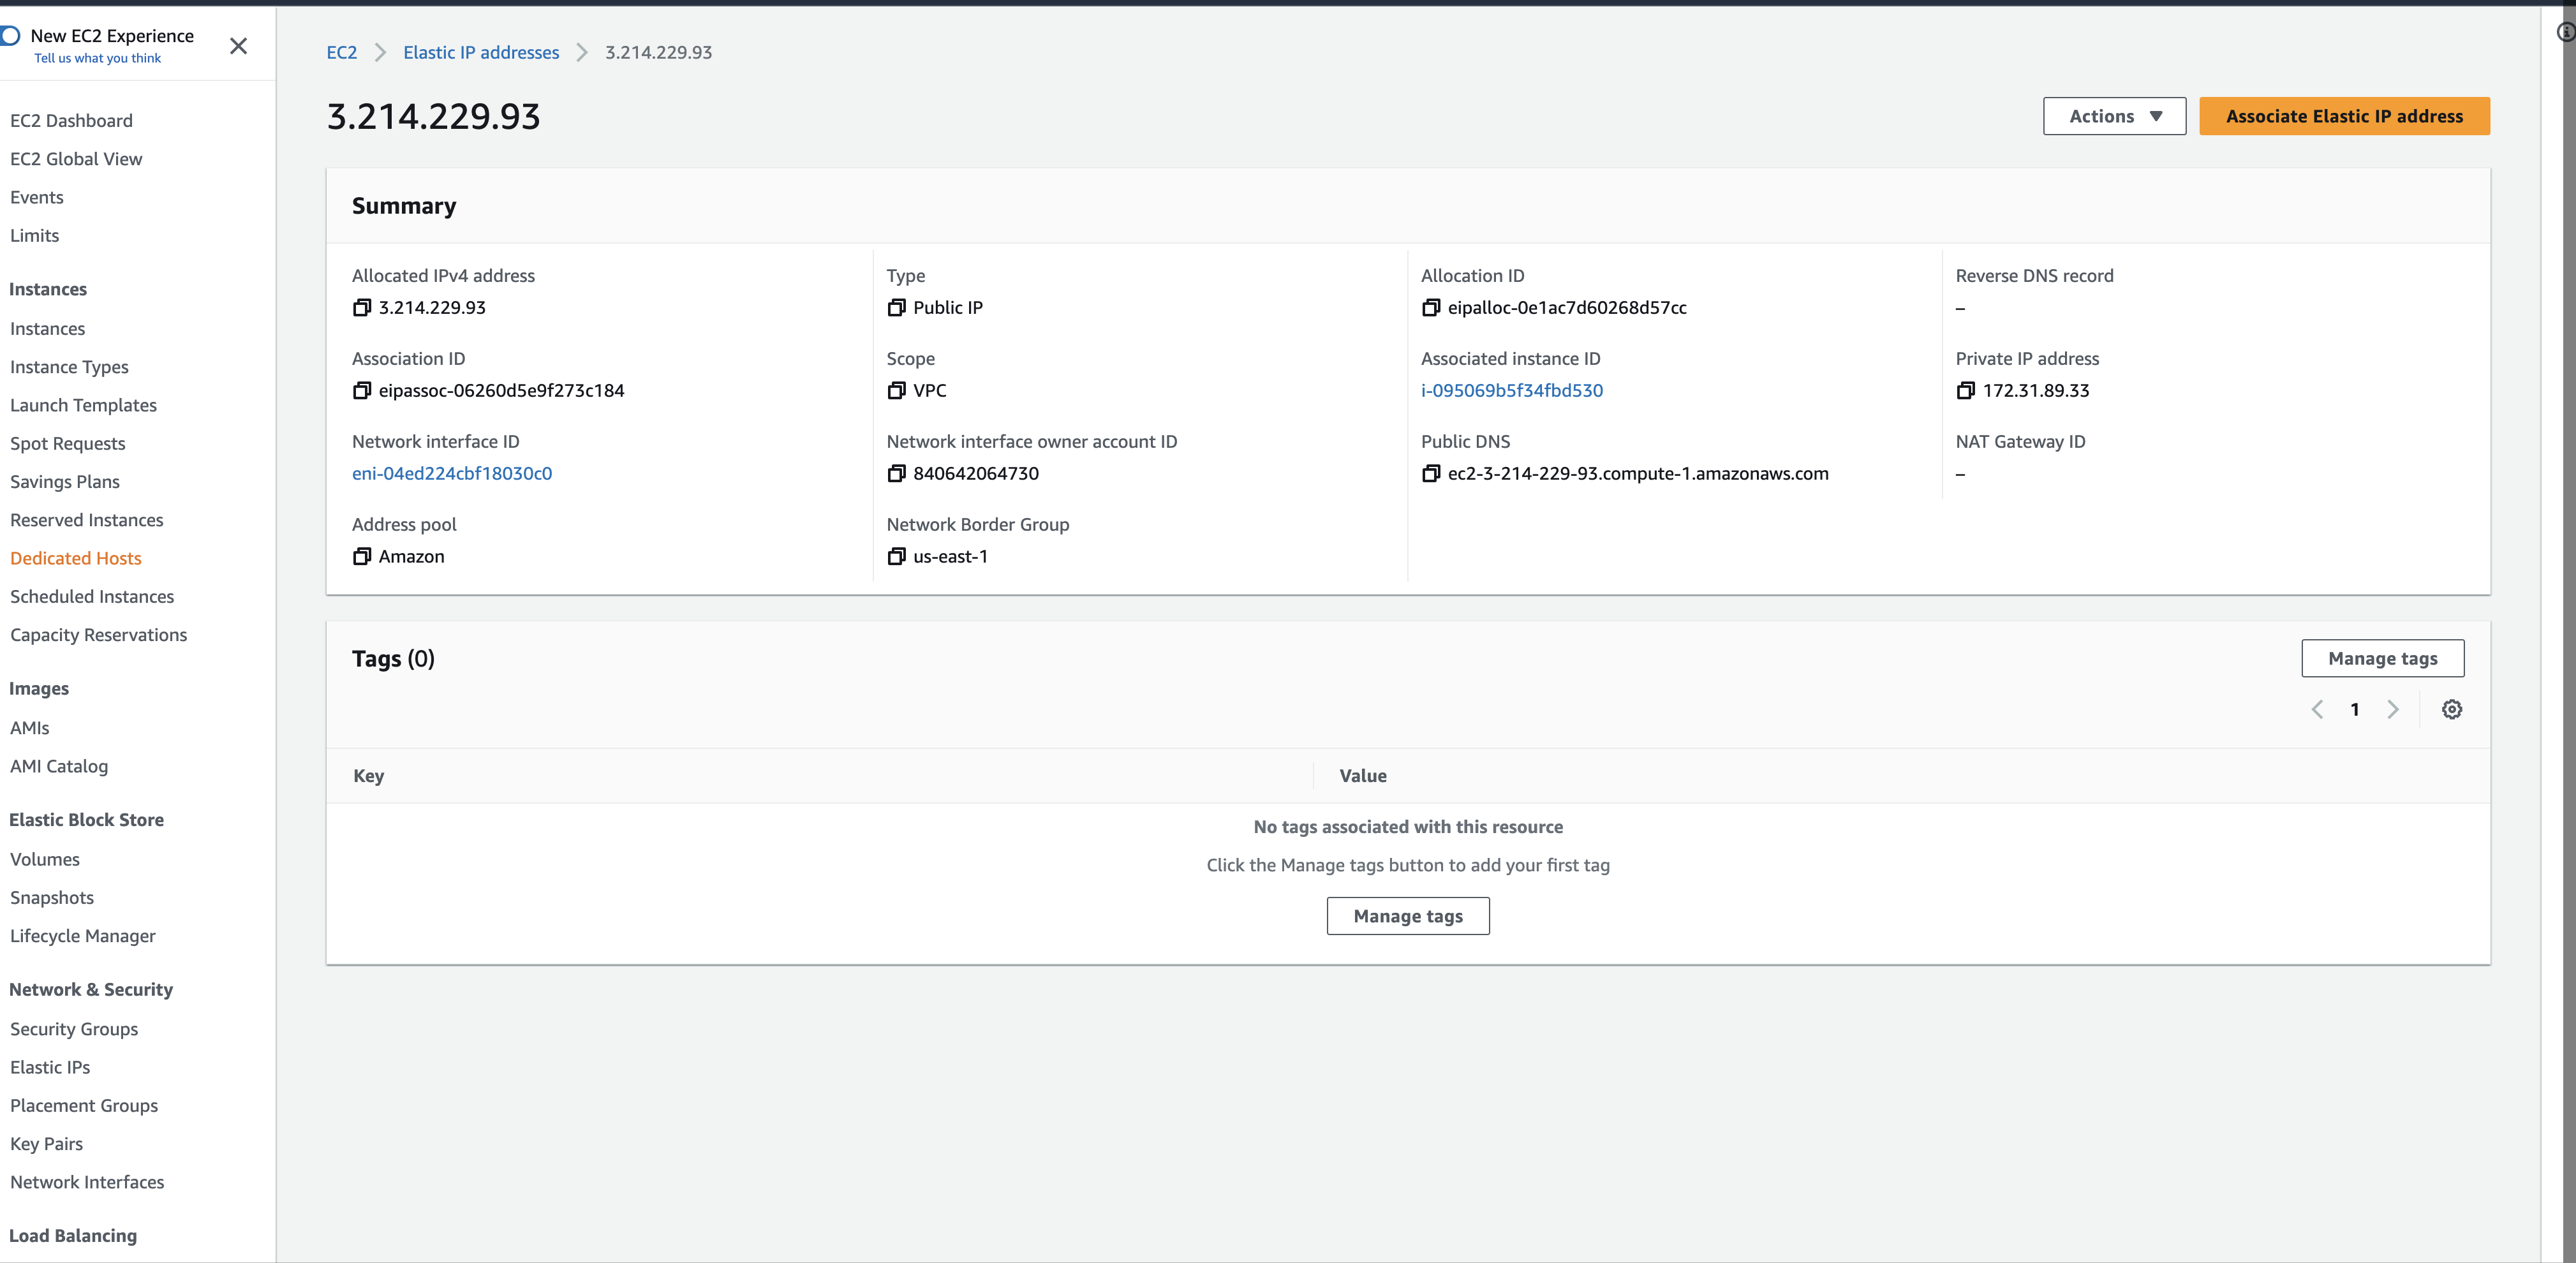 New EC2 Experience
Tell us what you think
EC2 Dashboard
EC2 Global View
Events
Limits
Instances
Instances
Instance Types
Launch Templates
Spot Requests
Savings Plans
Reserved Instances
Dedicated Hosts
Scheduled Instances
Capacity Reservations
Images
AMIs
AMI Catalog
Elastic Block Store
Volumes
Snapshots
Lifecycle Manager
Network & Security
Security Groups
Elastic IPs
Placement Groups
Key Pairs
Network Interfaces
Load Balancing
EC2 > Elastic IP addresses > 3.214.229.93
3.214.229.93
Actions
Associate Elastic IP address
Summary
Allocated IPv4 address
3.214.229.93
Type
Public IP
Allocation ID
eipalloc-0e1ac7d60268d57cc
Reverse DNS record
–
Association ID
eipassoc-06260d5e9f273c184
Scope
VPC
Associated instance ID
i-095069b5f34fbd530
Private IP address
172.31.89.33
Network interface ID
eni-04ed224cbf18030c0
Network interface owner account ID
840642064730
Public DNS
ec2-3-214-229-93.compute-1.amazonaws.com
NAT Gateway ID
–
Address pool
Amazon
Network Border Group
us-east-1
Tags (0)
Manage tags
1
Key
Value
No tags associated with this resource
Click the Manage tags button to add your first tag
Manage tags